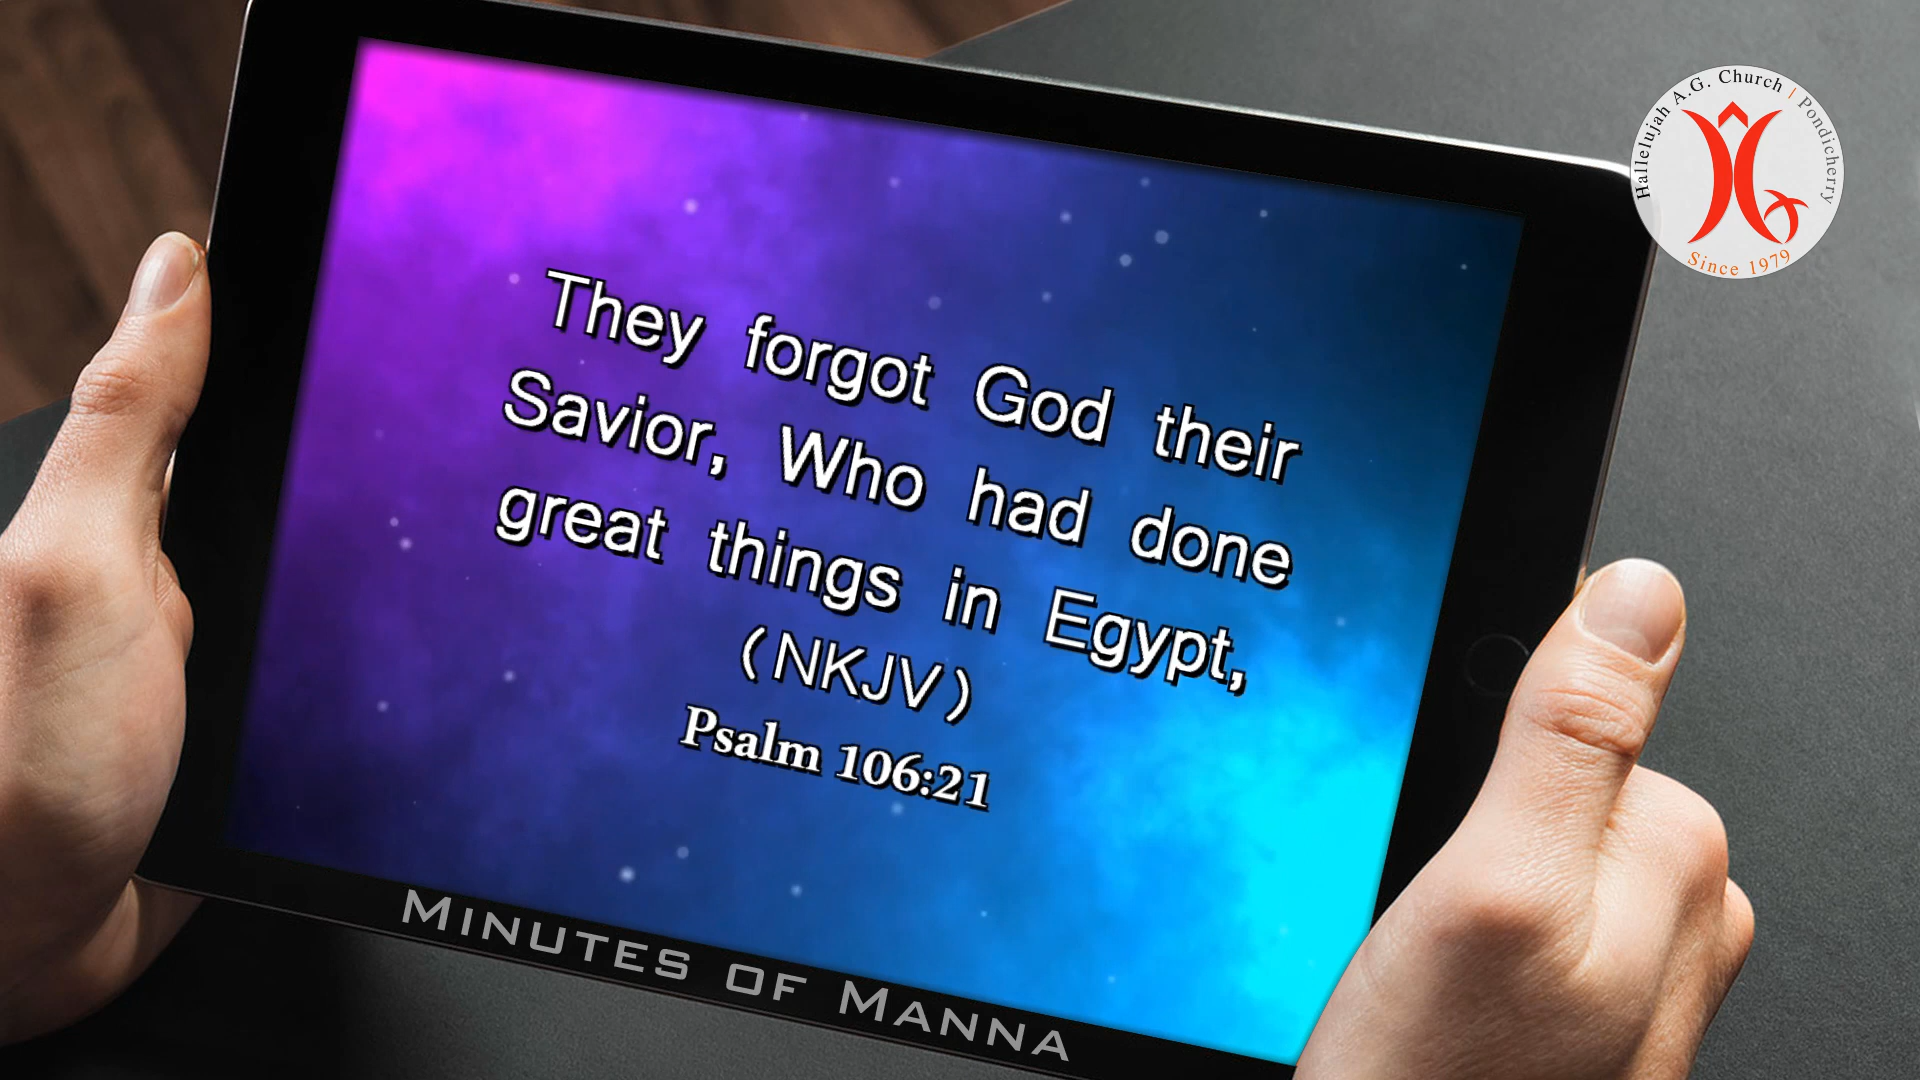 They forgot God their
Savior, Who had done
great things in Egypt,
(NKJV)
Psalm 106:21
MINUTES OF MANNA
Hallelujah A.G. Church | Pondicherry
Since 1979